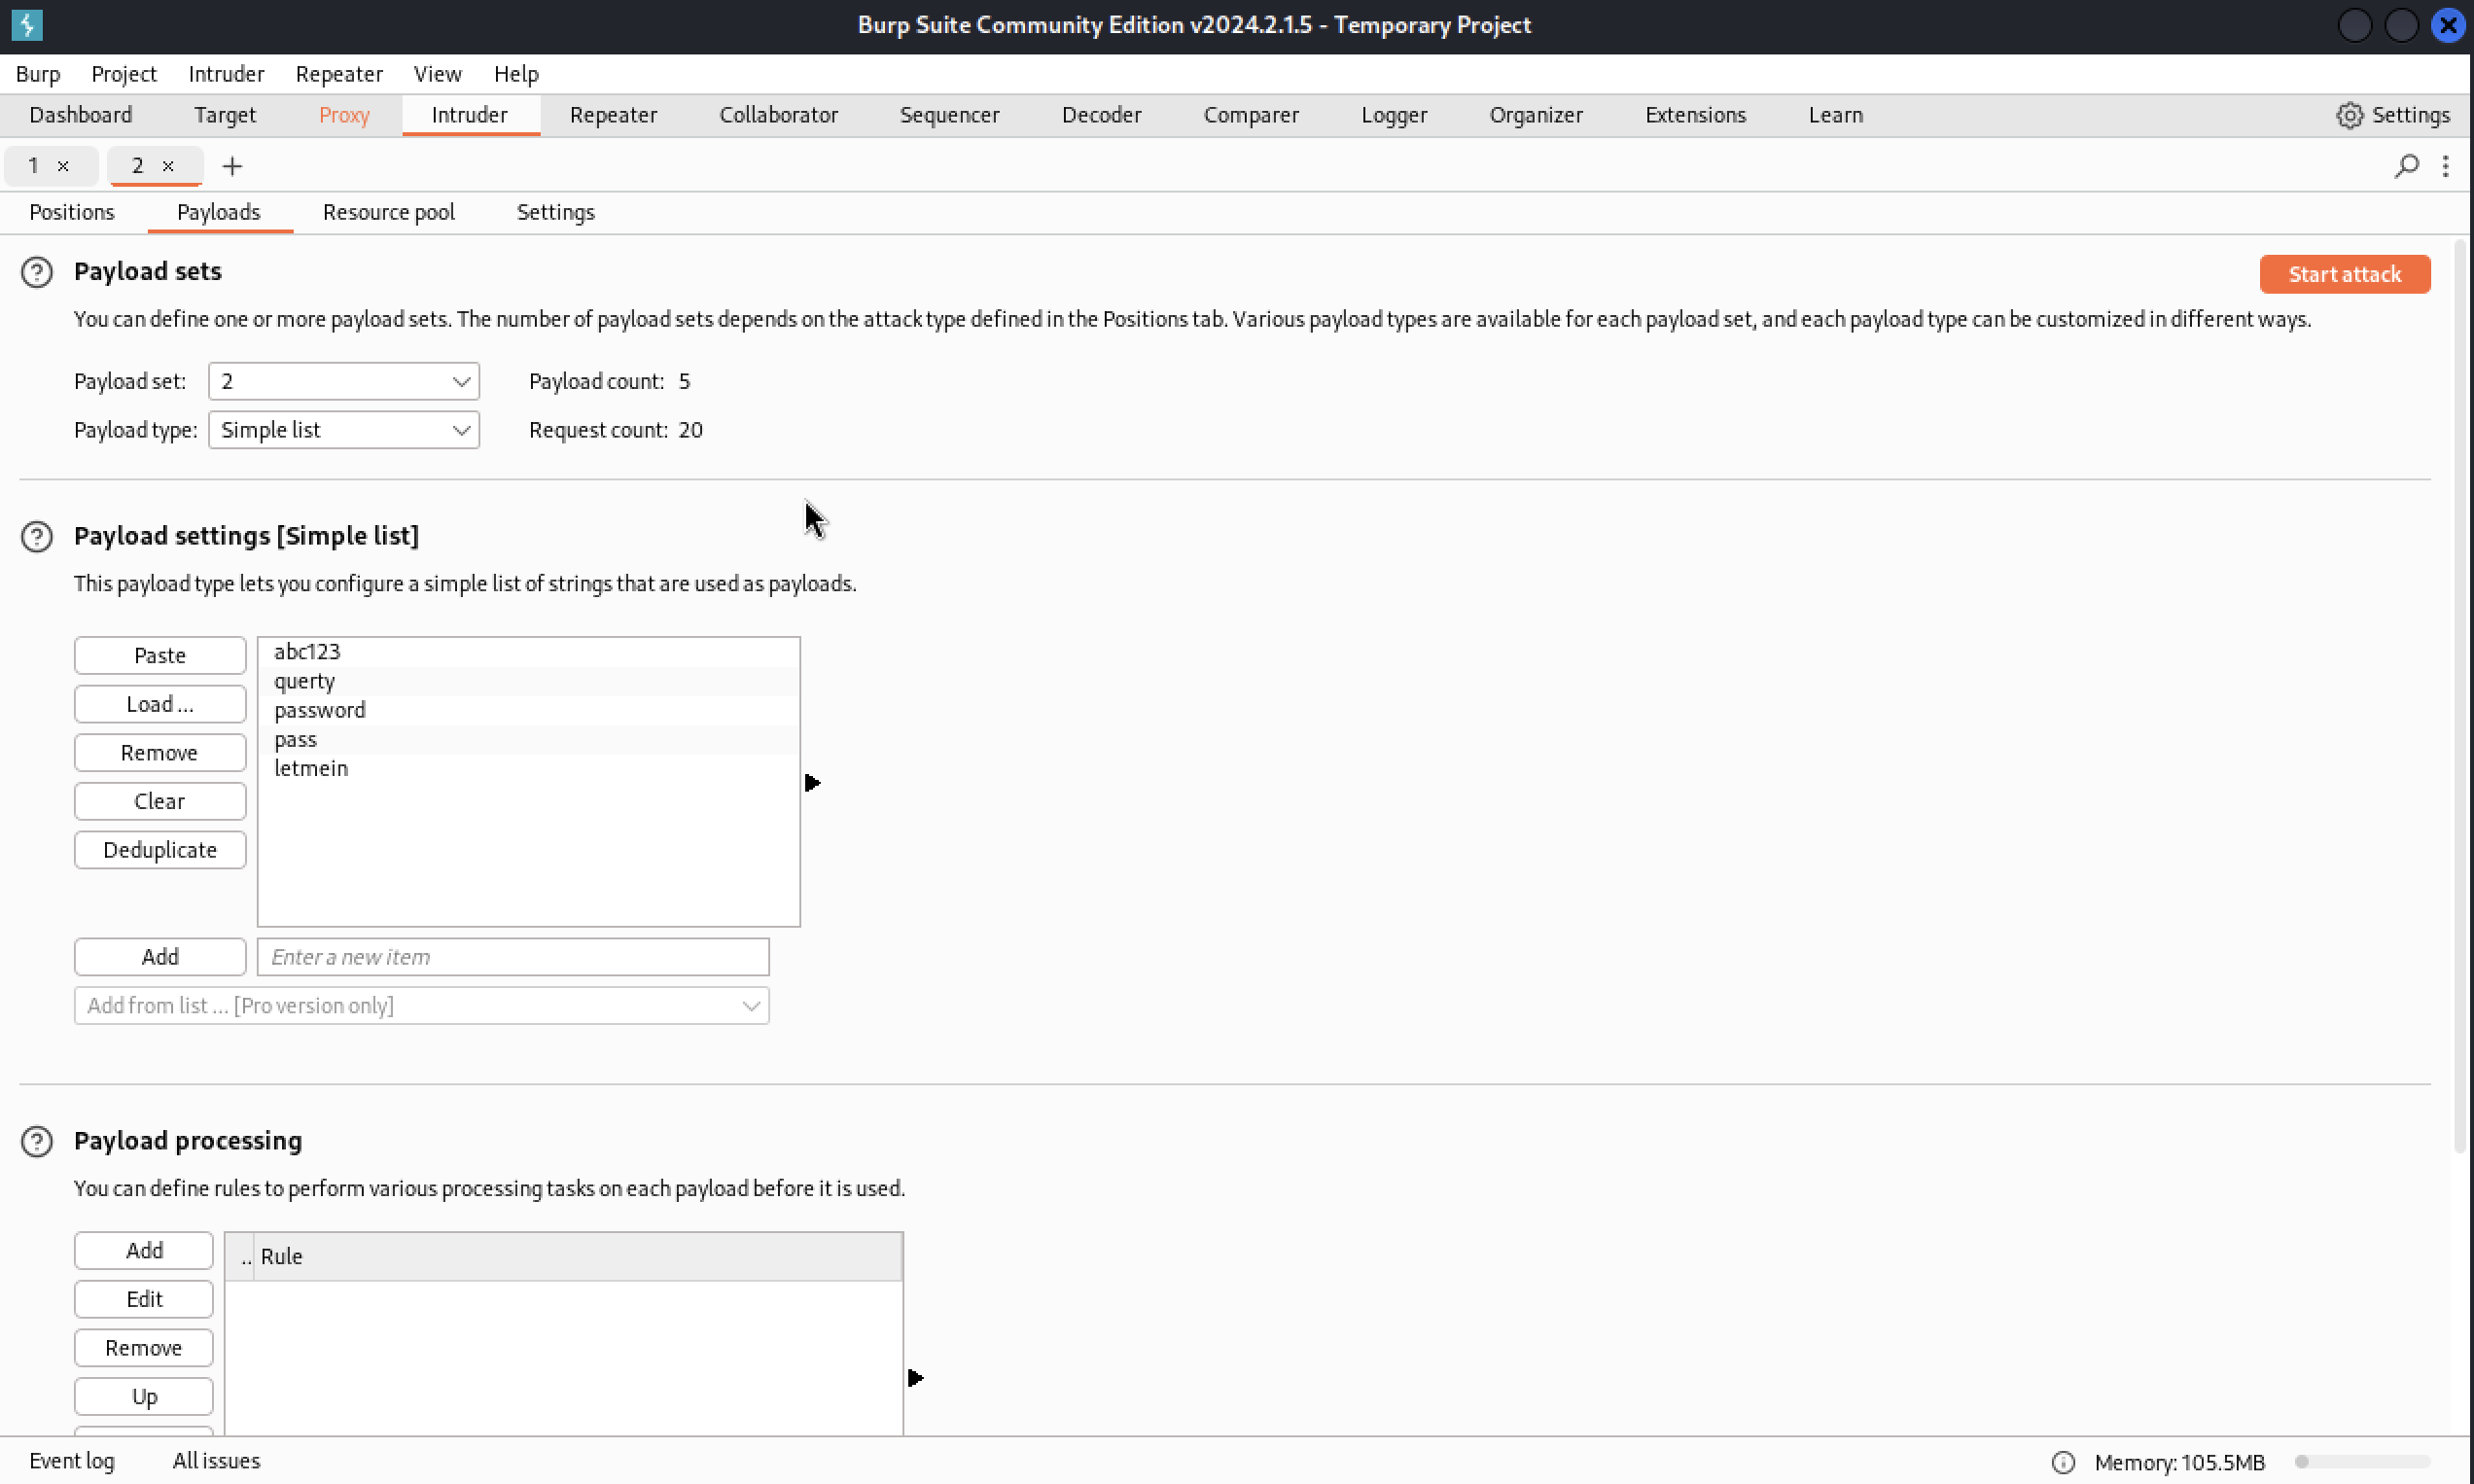 Burp Suite Community Edition v2024.2.1.5 - Temporary Project
Burp Project Intruder Repeater View Help
Dashboard Target Proxy Intruder Repeater Collaborator Sequencer Decoder Comparer Logger Organizer Extensions Learn Settings
1 × 2 × +
Positions Payloads Resource pool Settings
? Payload sets Start attack
You can define one or more payload sets. The number of payload sets depends on the attack type defined in the Positions tab. Various payload types are available for each payload set, and each payload type can be customized in different ways.
Payload set: 2 Payload count: 5
Payload type: Simple list Request count: 20
? Payload settings [Simple list]
This payload type lets you configure a simple list of strings that are used as payloads.
Paste abc123
querty
Load ... password
Remove pass
letmein
Clear
Deduplicate
Add Enter a new item
Add from list ... [Pro version only]
? Payload processing
You can define rules to perform various processing tasks on each payload before it is used.
Add .. Rule
Edit
Remove
Up
Event log All issues Memory: 105.5MB